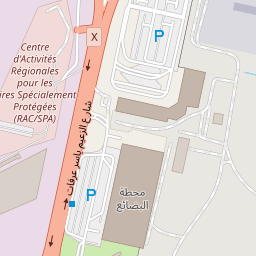 Centre
d'Activités
Régionales
pour les
ires Spécialement
Protégées
(RAC/SPA)
X
P
شارع الزعيم ياسر عرفات
محطة
البضائع
P